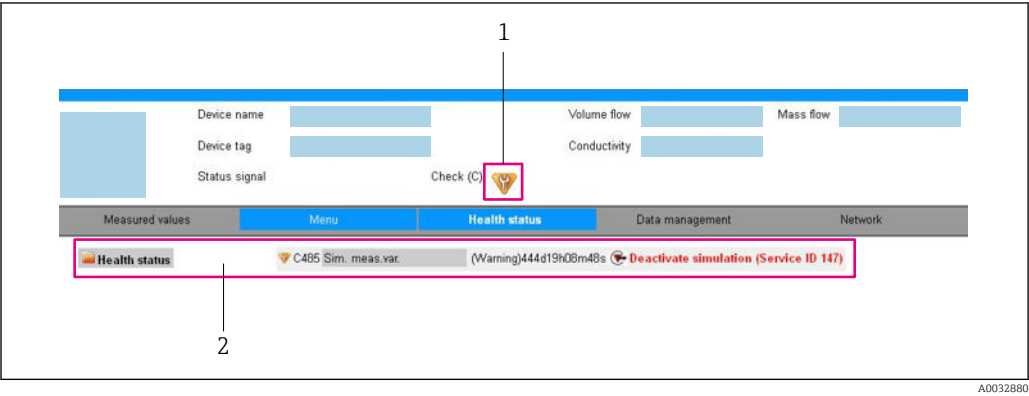 1
Device name Volume flow Mass flow
Device tag Conductivity
Status signal Check (C)
Measured values Menu Health status Data management Network
Health status C485 Sim. meas.var. (Warning)444d19h08m48s Deactivate simulation (Service ID 147)
2
A0032880